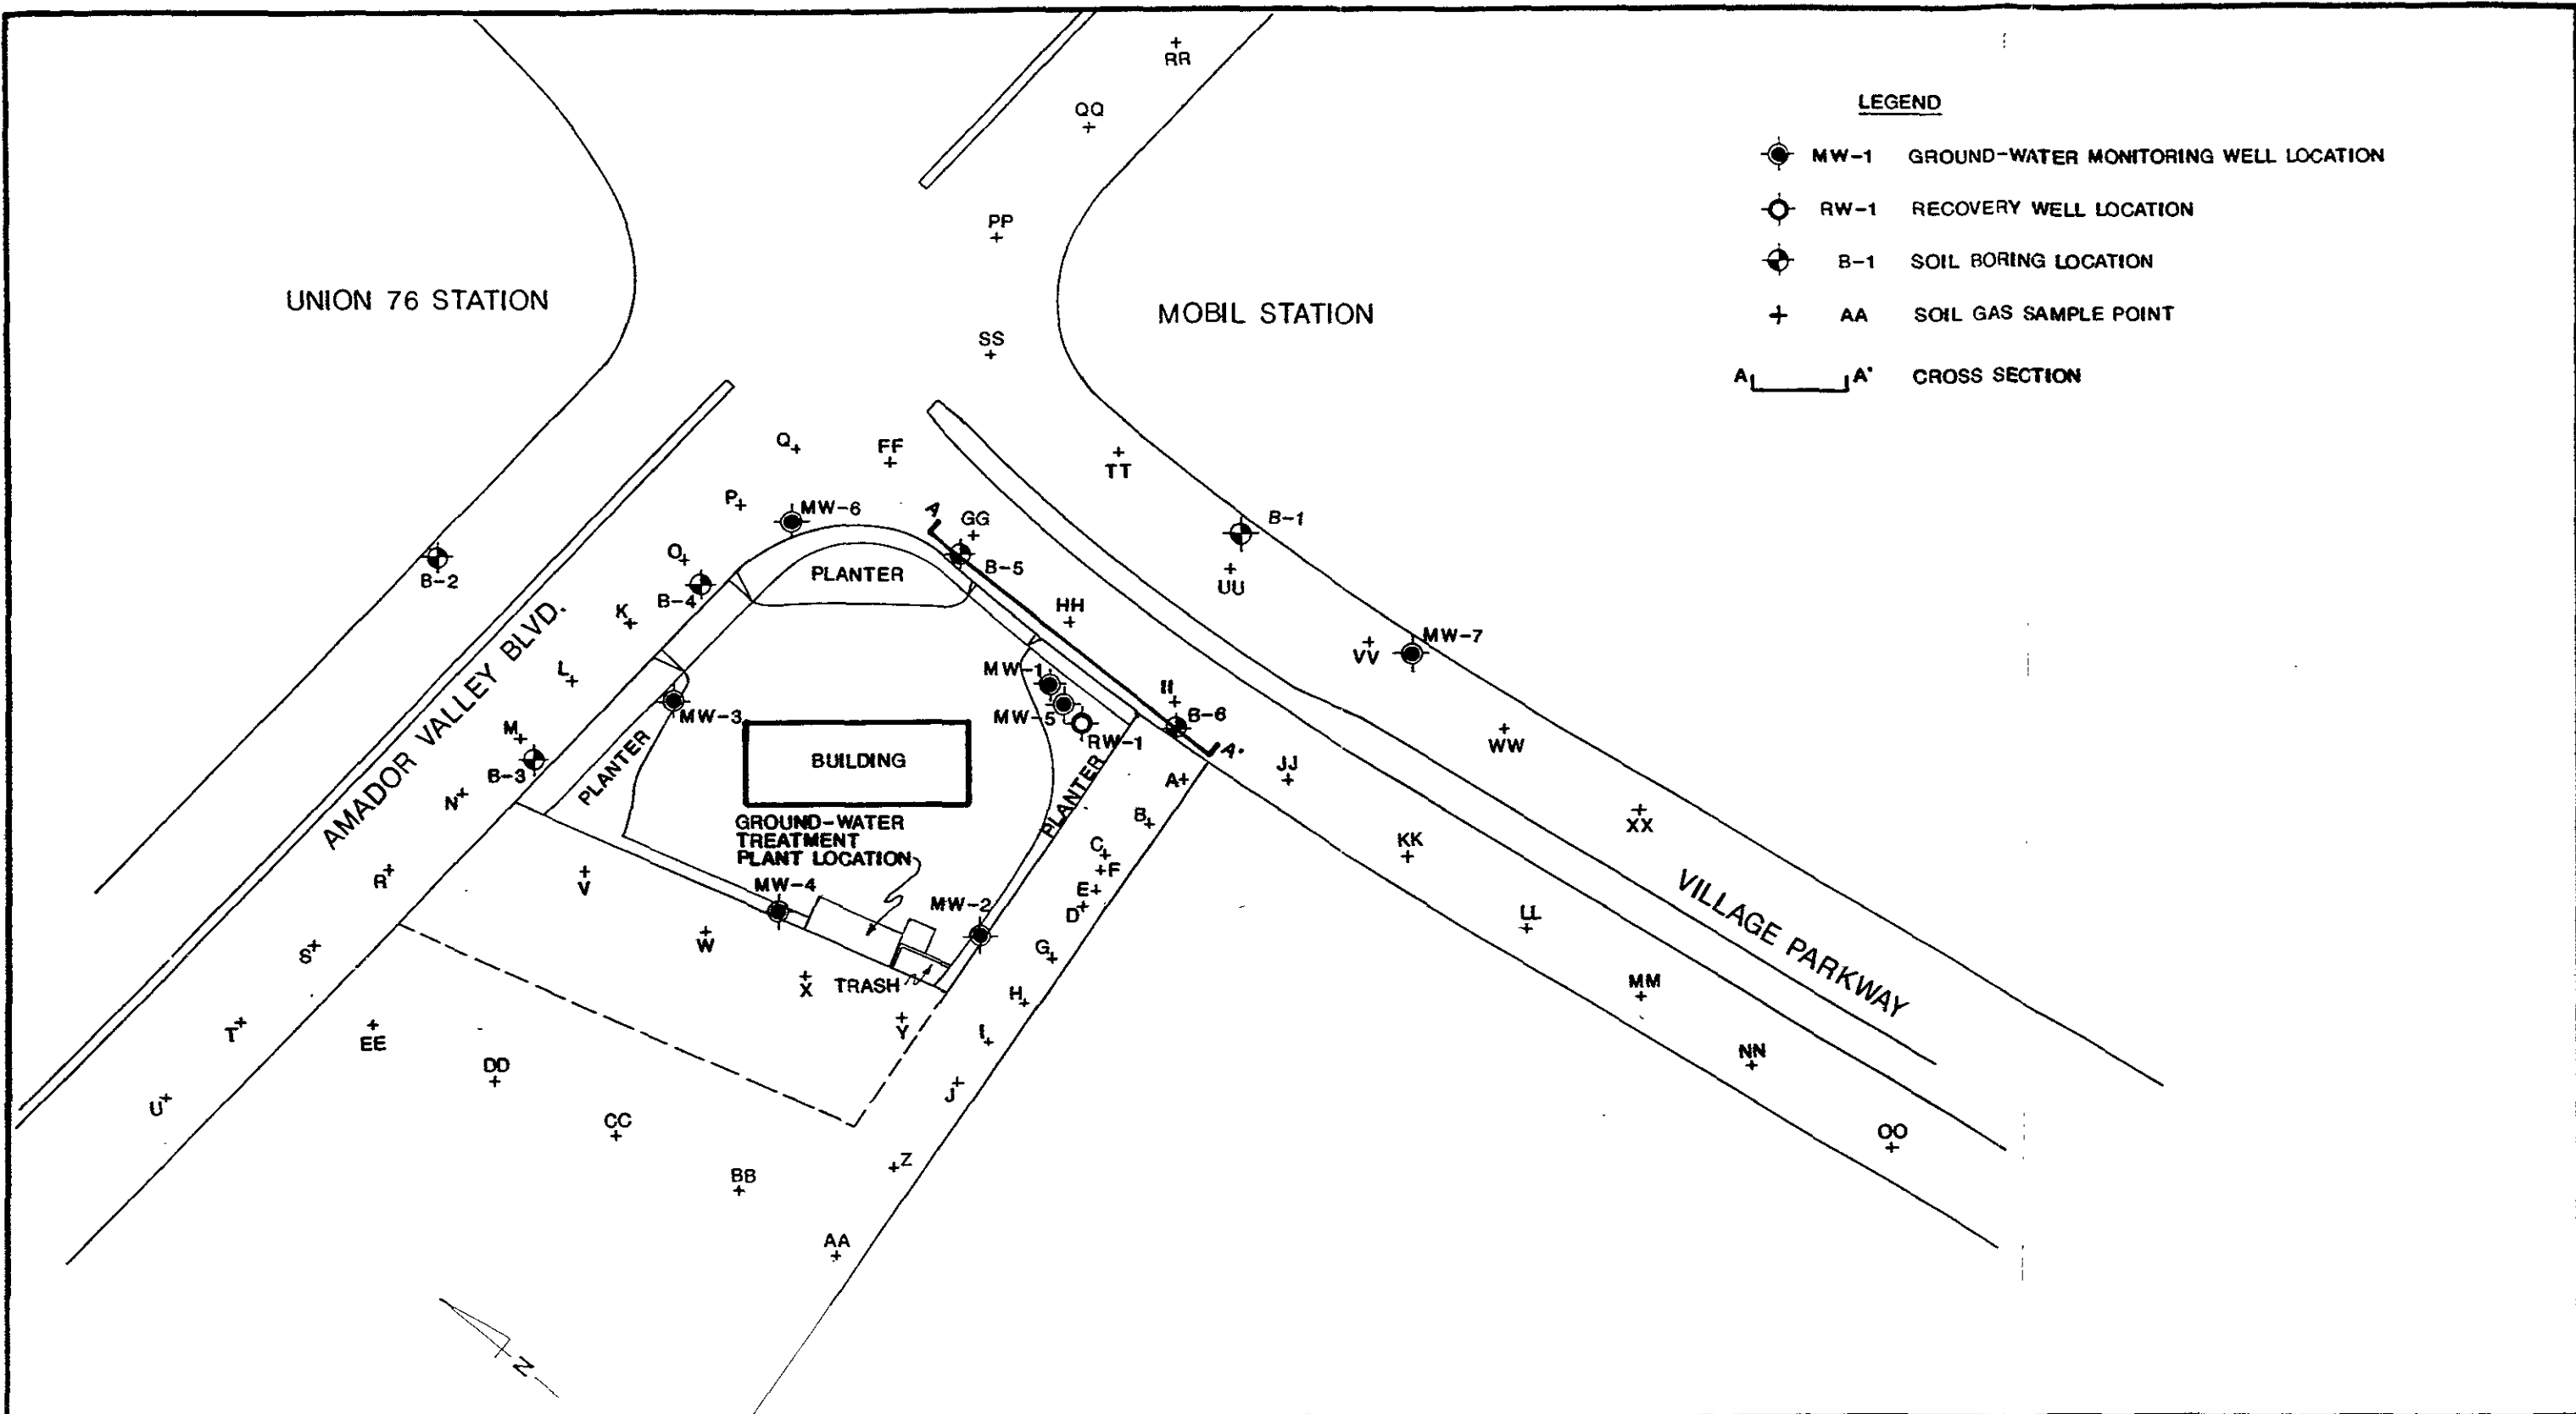 RR
QQ
LEGEND
MW-1 GROUND-WATER MONITORING WELL LOCATION
RW-1 RECOVERY WELL LOCATION
B-1 SOIL BORING LOCATION
AA SOIL GAS SAMPLE POINT
A A' CROSS SECTION
PP
UNION 76 STATION
MOBIL STATION
SS
Q
FF
TT
P
MW-6
A
GG
B-1
O
B-5
B-2
PLANTER
UU
B-4
K
HH
AMADOR VALLEY BLVD.
MW-7
VV
L
MW-1
II
MW-3
MW-5
B-6
M
RW-1
A'
WW
PLANTER
BUILDING
B-3
JJ
A
PLANTER
N
B
XX
GROUND-WATER
TREATMENT
PLANT LOCATION
C
KK
F
R
V
MW-4
E
MW-2
D
LL
VILLAGE PARKWAY
W
S
G
X
TRASH
H
MM
T
EE
Y
I
NN
DD
J
U
CC
OO
Z
BB
AA
N